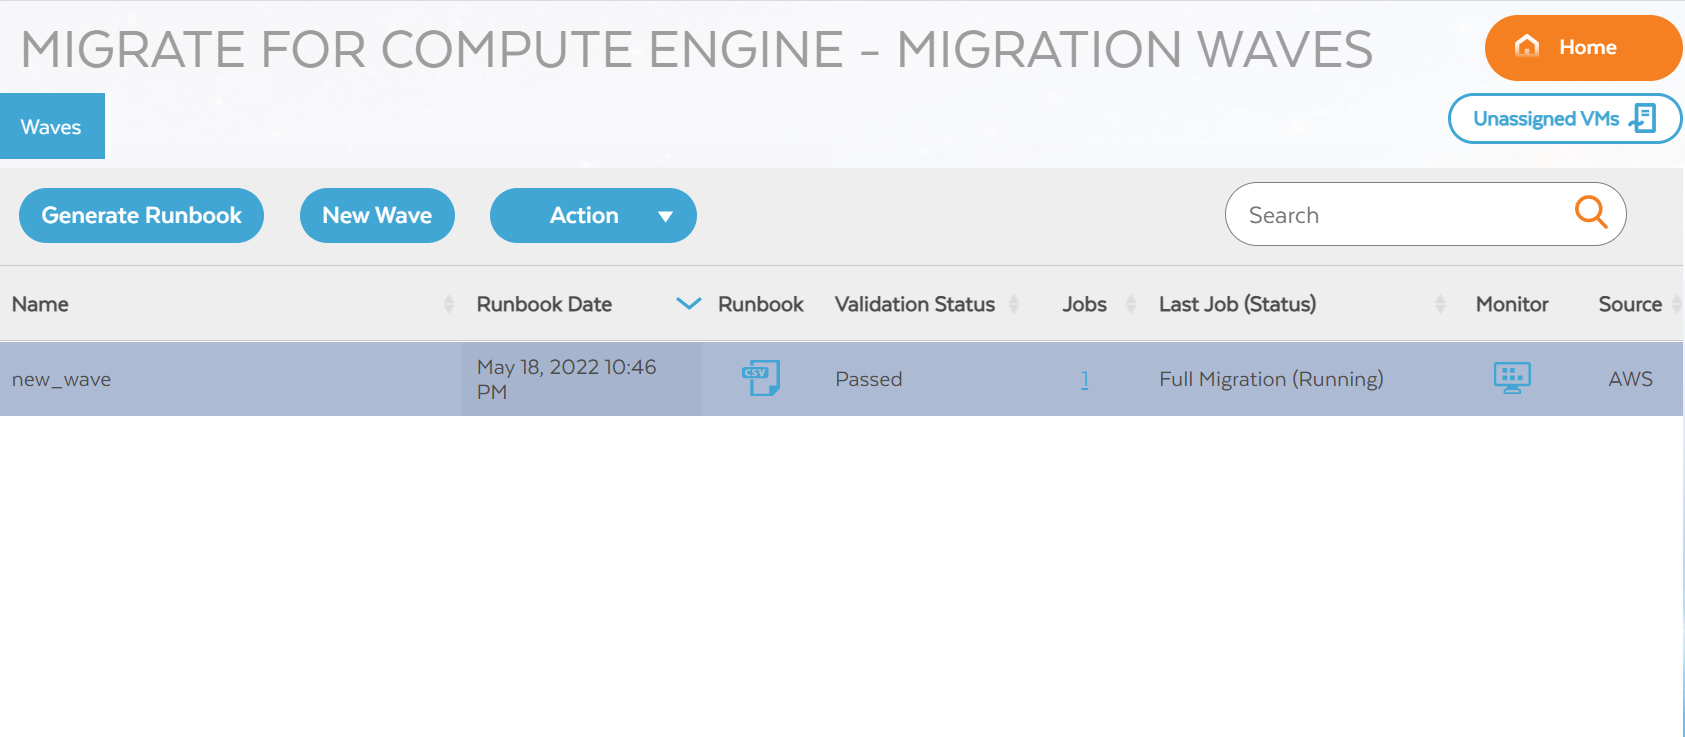 MIGRATE FOR COMPUTE ENGINE - MIGRATION WAVES
Home
Waves
Unassigned VMs
Generate Runbook New Wave Action Search
Name Runbook Date Runbook Validation Status Jobs Last Job (Status) Monitor Source
new_wave May 18, 2022 10:46 PM CSV Passed 1 Full Migration (Running) AWS